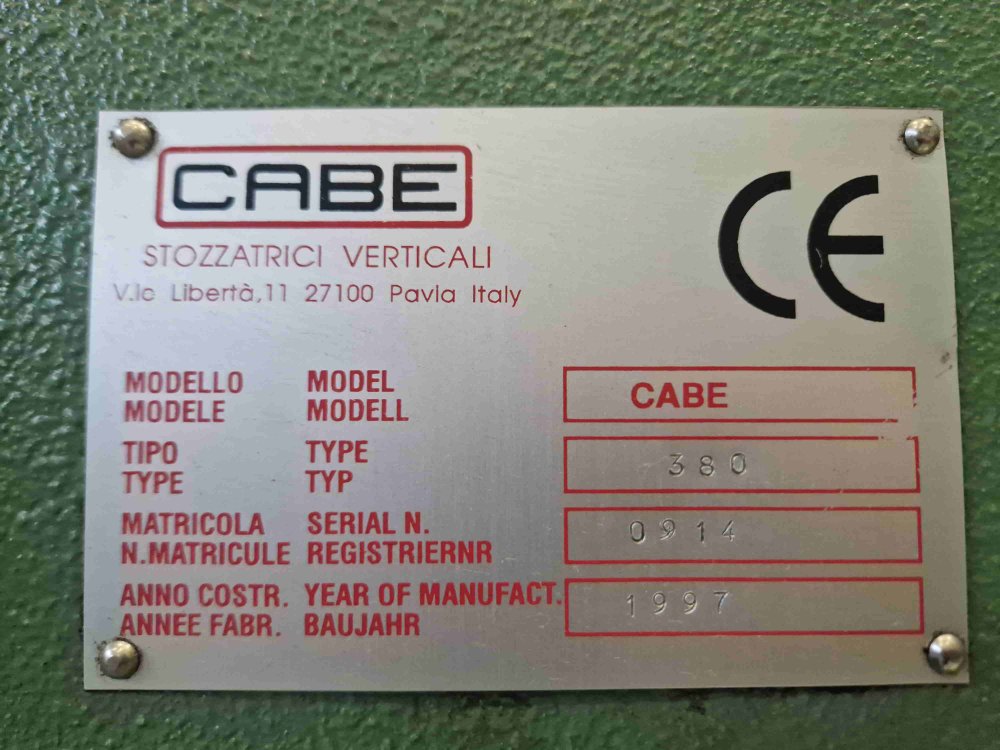 CABE
STOZZATRICI VERTICALI
V.le Libertà,11 27100 Pavia Italy
CE
MODELLO MODEL CABE
MODELE MODELL
TIPO TYPE 380
TYPE TYP
MATRICOLA SERIAL N. 0914
N.MATRICULE REGISTRIERNR
ANNO COSTR. YEAR OF MANUFACT. 1997
ANNEE FABR. BAUJAHR